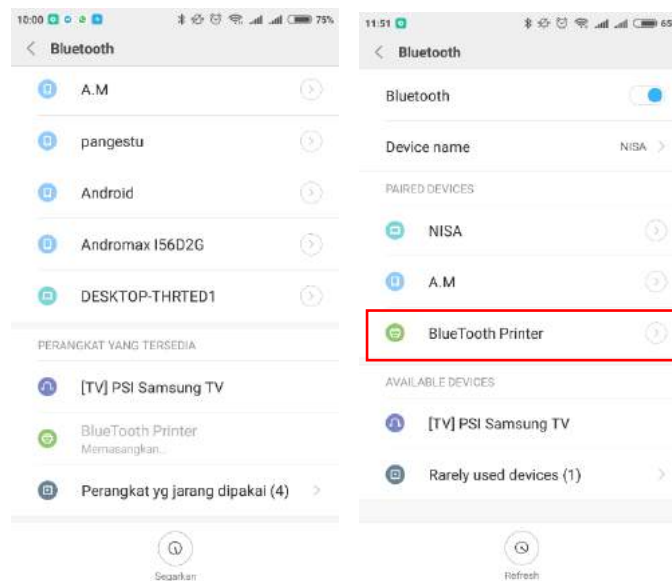 10:00
75%
Bluetooth
A.M
pangestu
Android
Andromax I56D2G
DESKTOP-THRTED1
PERANGKAT YANG TERSEDIA
[TV] PSI Samsung TV
BlueTooth Printer
Memasangkan...
Perangkat yg jarang dipakai (4)
Segarkan
11:51
65
Bluetooth
Bluetooth
Device name NISA
PAIRED DEVICES
NISA
A.M
BlueTooth Printer
AVAILABLE DEVICES
[TV] PSI Samsung TV
Rarely used devices (1)
Refresh